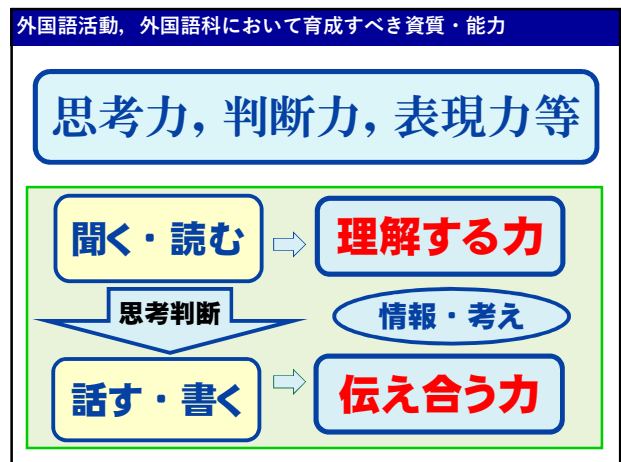 外国語活動，外国語科において育成すべき資質・能力
思考力，判断力，表現力等
聞く・読む
理解する力
思考判断
情報・考え
話す・書く
伝え合う力